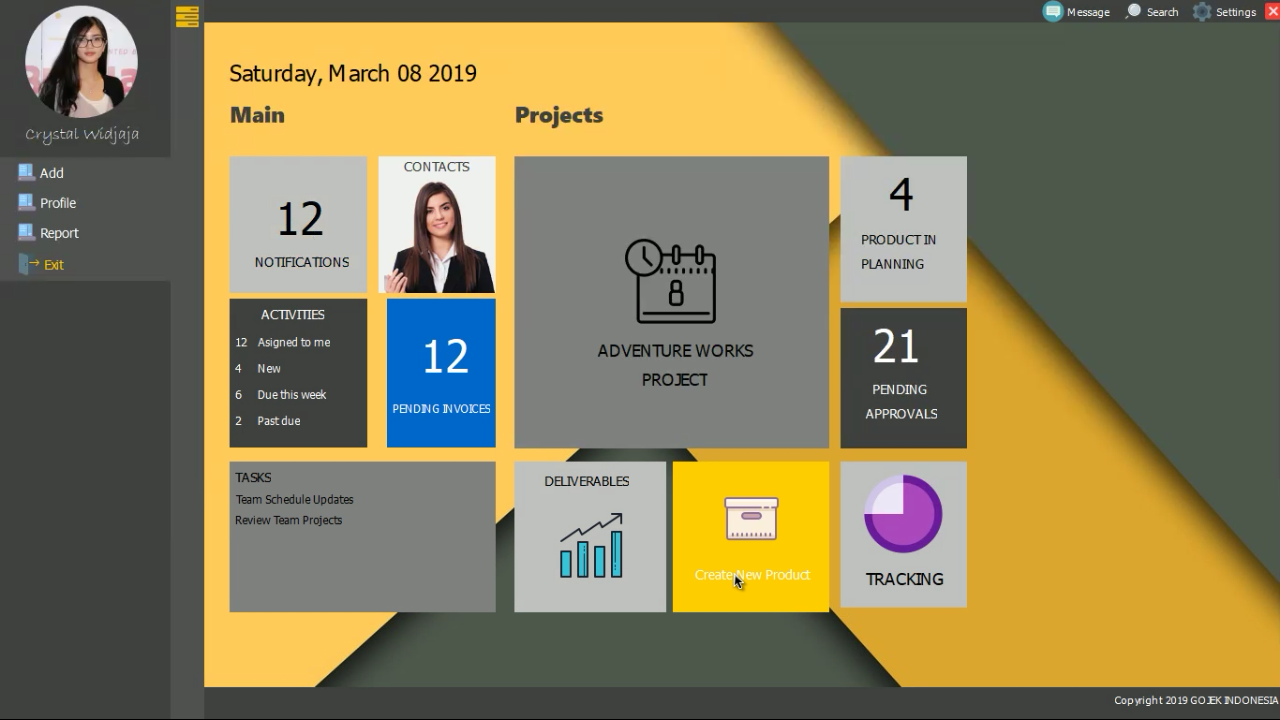 Message
Search
Settings
Crystal Widjaja
Add
Profile
Report
Exit
Saturday, March 08 2019
Main
Projects
12
NOTIFICATIONS
CONTACTS
ACTIVITIES
12 Asigned to me
4 New
6 Due this week
2 Past due
12
PENDING INVOICES
TASKS
Team Schedule Updates
Review Team Projects
8
ADVENTURE WORKS
PROJECT
4
PRODUCT IN
PLANNING
21
PENDING
APPROVALS
DELIVERABLES
Create New Product
TRACKING
Copyright 2019 GOJEK INDONESIA